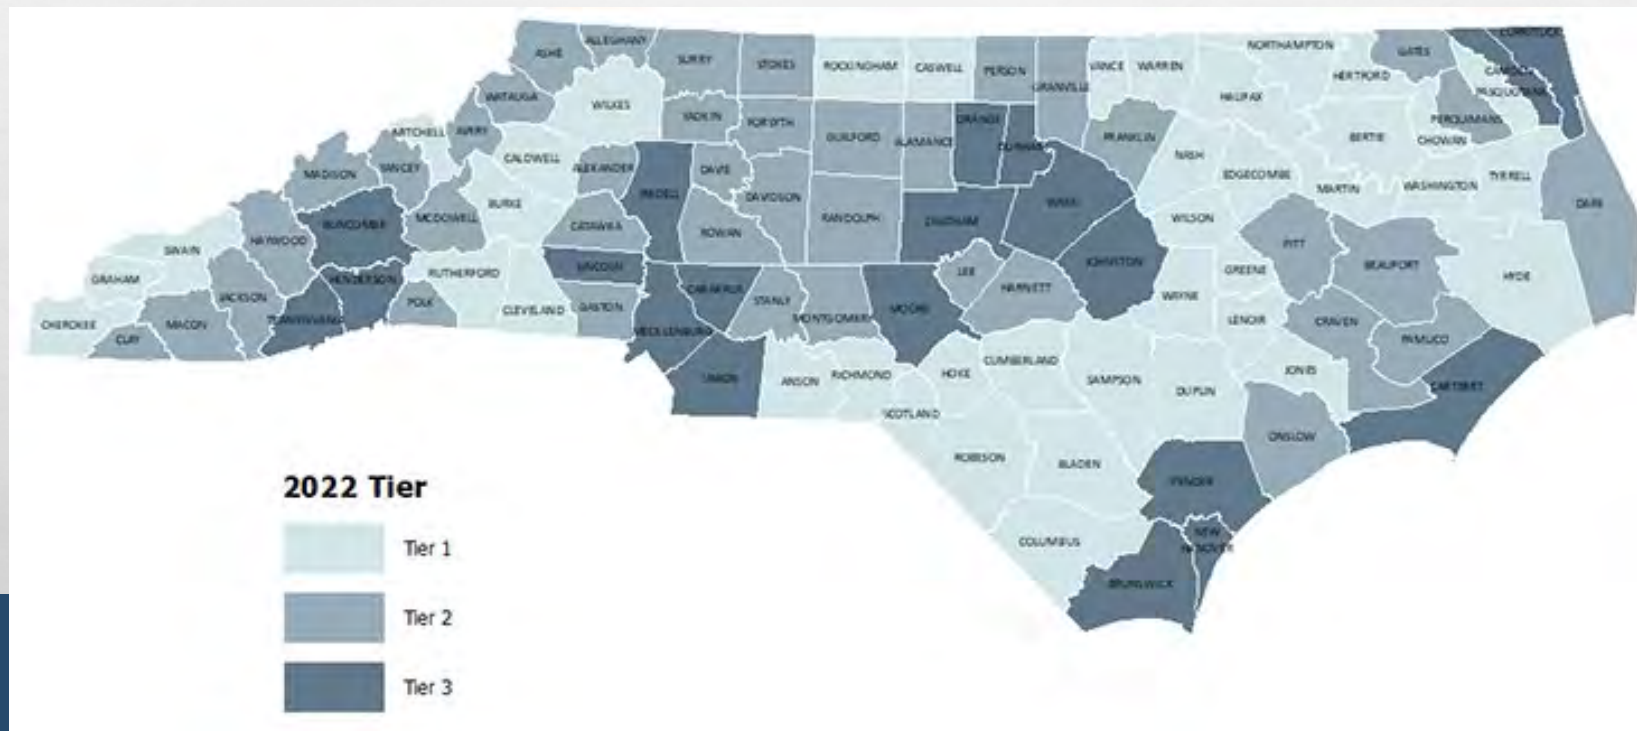 ASHE
ALLEGHANY
SURRY
STOKES
ROCKINGHAM
CASWELL
PERSON
GRANVILLE
VANCE
WARREN
NORTHAMPTON
HERTFORD
GATES
CURRITUCK
CAMDEN
PASQUOTANK
PERQUIMANS
CHOWAN
HALIFAX
BERTIE
WATAUGA
WILKES
YADKIN
FORSYTH
GUILFORD
ALAMANCE
ORANGE
DURHAM
FRANKLIN
NASH
EDGECOMBE
MARTIN
WASHINGTON
TYRRELL
DARE
MITCHELL
AVERY
CALDWELL
ALEXANDER
IREDELL
DAVIE
DAVIDSON
RANDOLPH
CHATHAM
WAKE
WILSON
PITT
BEAUFORT
HYDE
MADISON
YANCEY
MCDOWELL
BURKE
CATAWBA
ROWAN
BUNCOMBE
HAYWOOD
SWAIN
GRAHAM
CHEROKEE
CLAY
MACON
JACKSON
TRANSYLVANIA
HENDERSON
POLK
RUTHERFORD
CLEVELAND
LINCOLN
GASTON
MECKLENBURG
CABARRUS
STANLY
MONTGOMERY
MOORE
LEE
HARNETT
JOHNSTON
WAYNE
GREENE
LENOIR
CRAVEN
PAMLICO
CARTERET
JONES
UNION
ANSON
RICHMOND
SCOTLAND
HOKE
CUMBERLAND
SAMPSON
DUPLIN
ONSLOW
ROBESON
BLADEN
PENDER
COLUMBUS
BRUNSWICK
NEW
HANOVER
2022 Tier
Tier 1
Tier 2
Tier 3